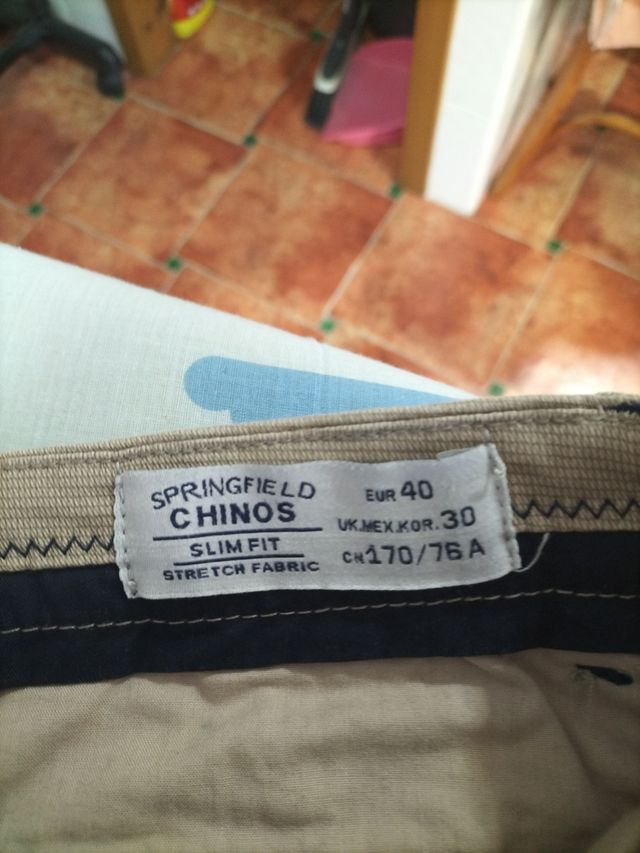 SPRINGFIELD
CHINOS
SLIM FIT
STRETCH FABRIC
EUR 40
UK.MEX.KOR. 30
CN 170/76 A